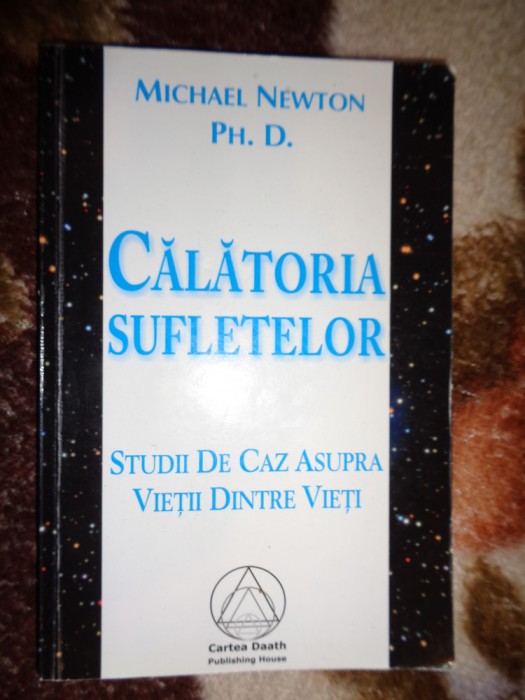 MICHAEL NEWTON
PH. D.
CĂLĂTORIA
SUFLETELOR
STUDII DE CAZ ASUPRA
VIEȚII DINTRE VIEȚI
Cartea Daath
Publishing House